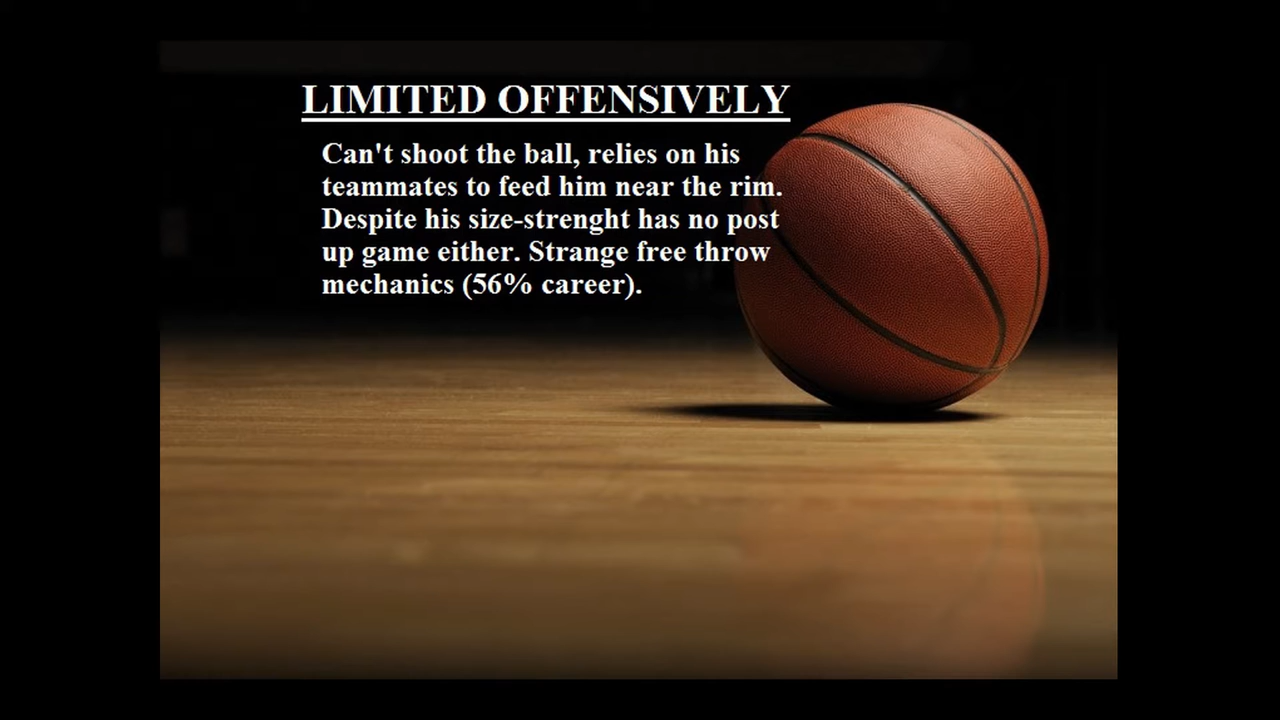 LIMITED OFFENSIVELY
Can't shoot the ball, relies on his
teammates to feed him near the rim.
Despite his size-strenght has no post
up game either. Strange free throw
mechanics (56% career).